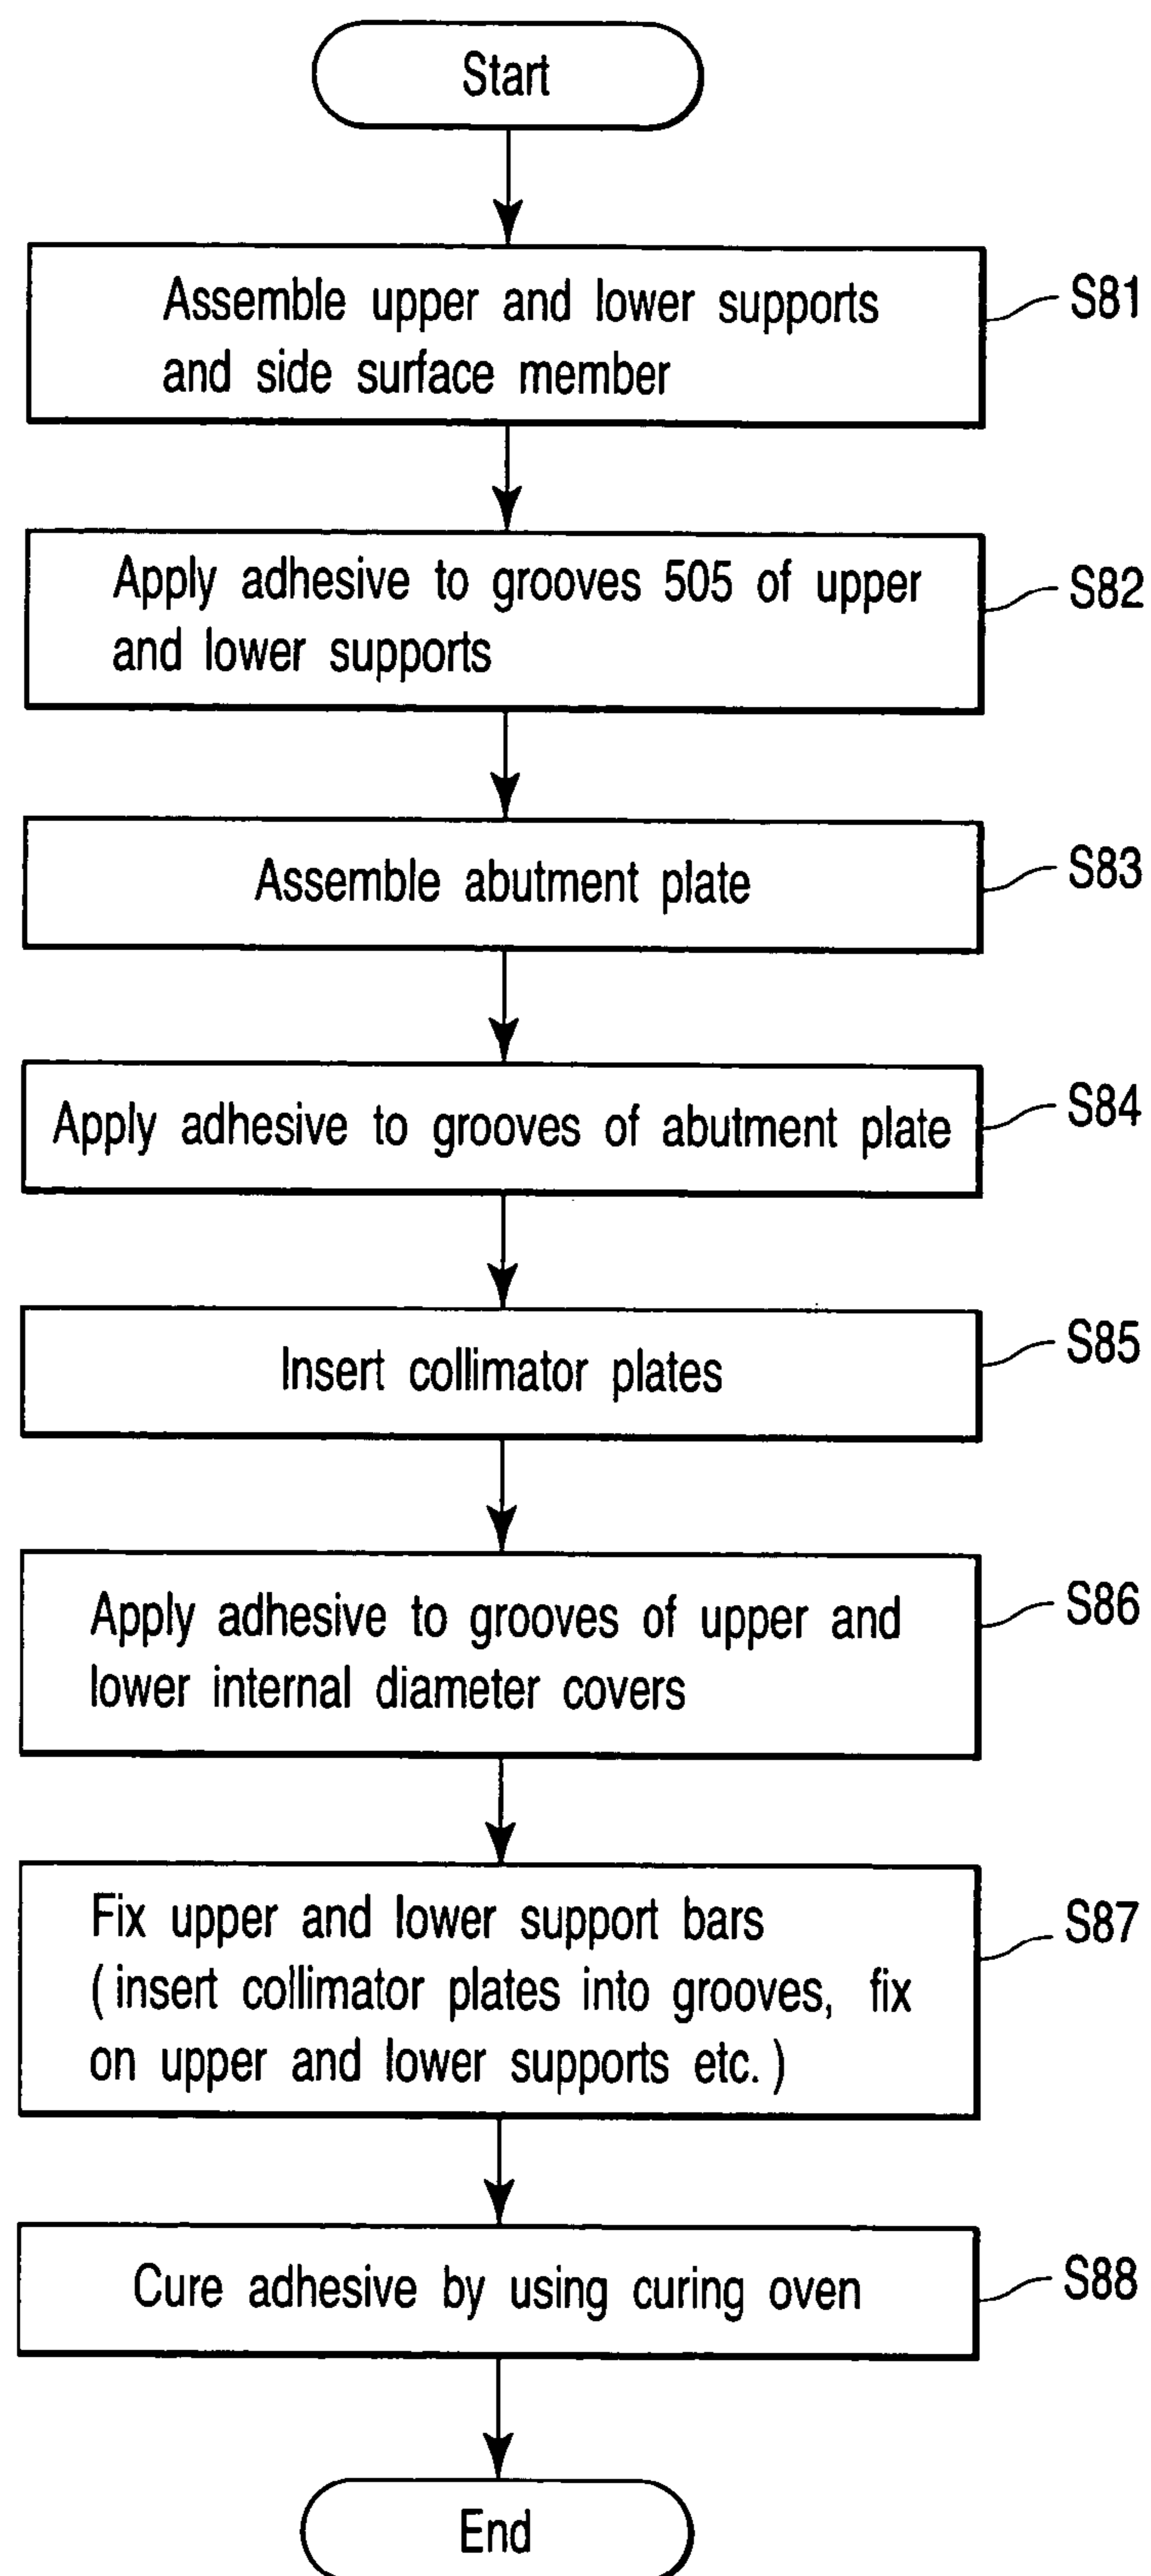 Start
Assemble upper and lower supports
and side surface member
S81
Apply adhesive to grooves 505 of upper
and lower supports
S82
Assemble abutment plate
S83
Apply adhesive to grooves of abutment plate
S84
Insert collimator plates
S85
Apply adhesive to grooves of upper and
lower internal diameter covers
S86
Fix upper and lower support bars
(insert collimator plates into grooves, fix
on upper and lower supports etc.)
S87
Cure adhesive by using curing oven
S88
End